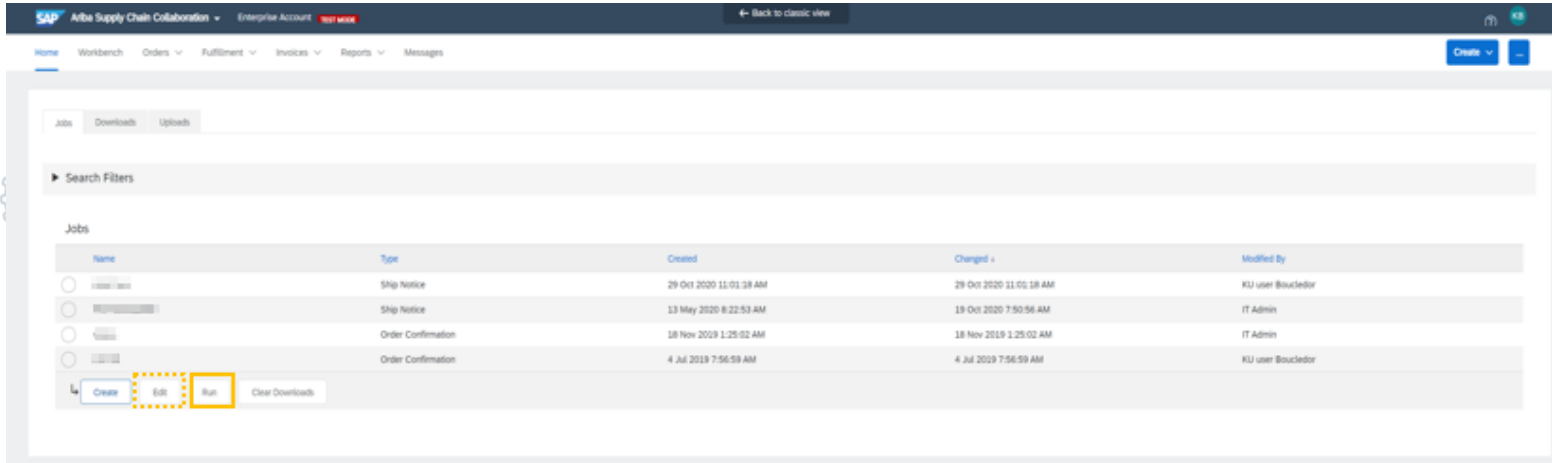 SAP Ariba Supply Chain Collaboration Enterprise Account TEST MODE ← Back to classic view KB
Home Workbench Orders Fulfillment Invoices Reports Messages Create ...
Jobs Downloads Uploads
Search Filters
Jobs
Name Type Created Changed Modified By
Ship Notice 29 Oct 2020 11:01:18 AM 29 Oct 2020 11:01:18 AM KU user Boucledor
Ship Notice 13 May 2020 8:22:53 AM 19 Oct 2020 7:50:56 AM IT Admin
Order Confirmation 18 Nov 2019 1:25:02 AM 18 Nov 2019 1:25:02 AM IT Admin
Order Confirmation 4 Jul 2019 7:56:59 AM 4 Jul 2019 7:56:59 AM KU user Boucledor
Create Edit Run Clear Downloads